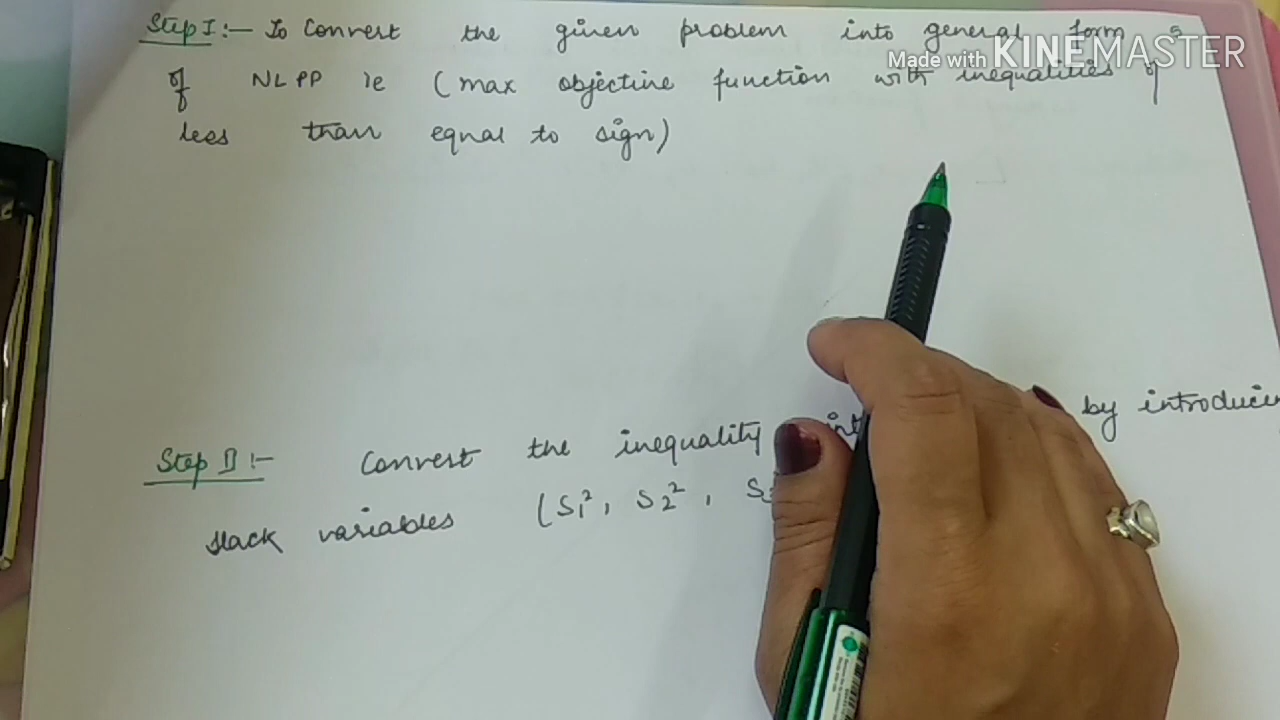 Step I :- To convert the given problem into general form
Made with KINEMASTER
of NLPP ie (max objective function with inequalities of
less than equal to sign)
Step II :- Convert the inequality by introducin
slack variables (S₁², S₂²,